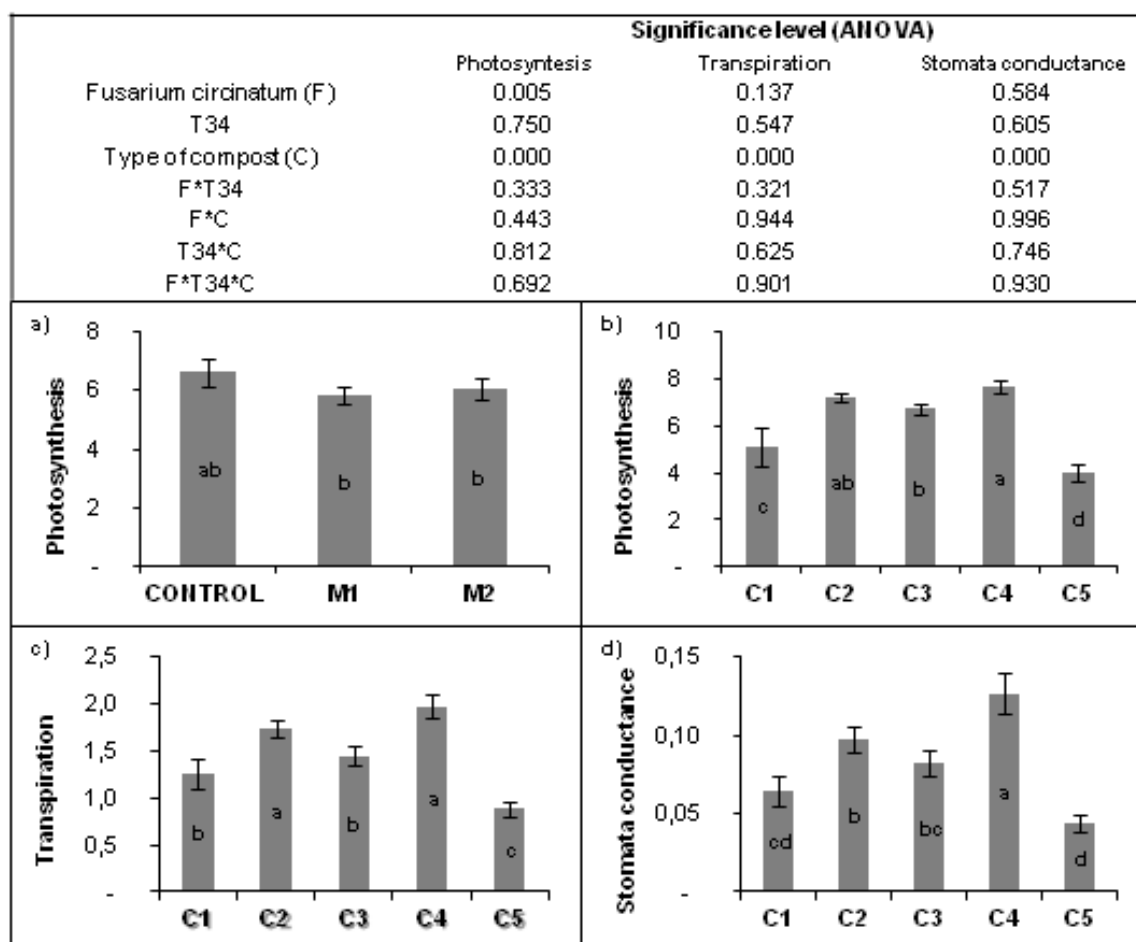 Significance level (ANOVA)
Photosyntesis Transpiration Stomata conductance
Fusarium circinatum (F) 0.005 0.137 0.584
T34 0.750 0.547 0.605
Type of compost (C) 0.000 0.000 0.000
F*T34 0.333 0.321 0.517
F*C 0.443 0.944 0.996
T34*C 0.812 0.625 0.746
F*T34*C 0.692 0.901 0.930
a)
Photosynthesis
8
6
4
2
-
ab b b
CONTROL M1 M2
b)
Photosynthesis
10
8
6
4
2
-
c ab b a d
C1 C2 C3 C4 C5
c)
Transpiration
2,5
2,0
1,5
1,0
0,5
-
b a b a c
C1 C2 C3 C4 C5
d)
Stomata conductance
0,15
0,10
0,05
-
cd b bc a d
C1 C2 C3 C4 C5